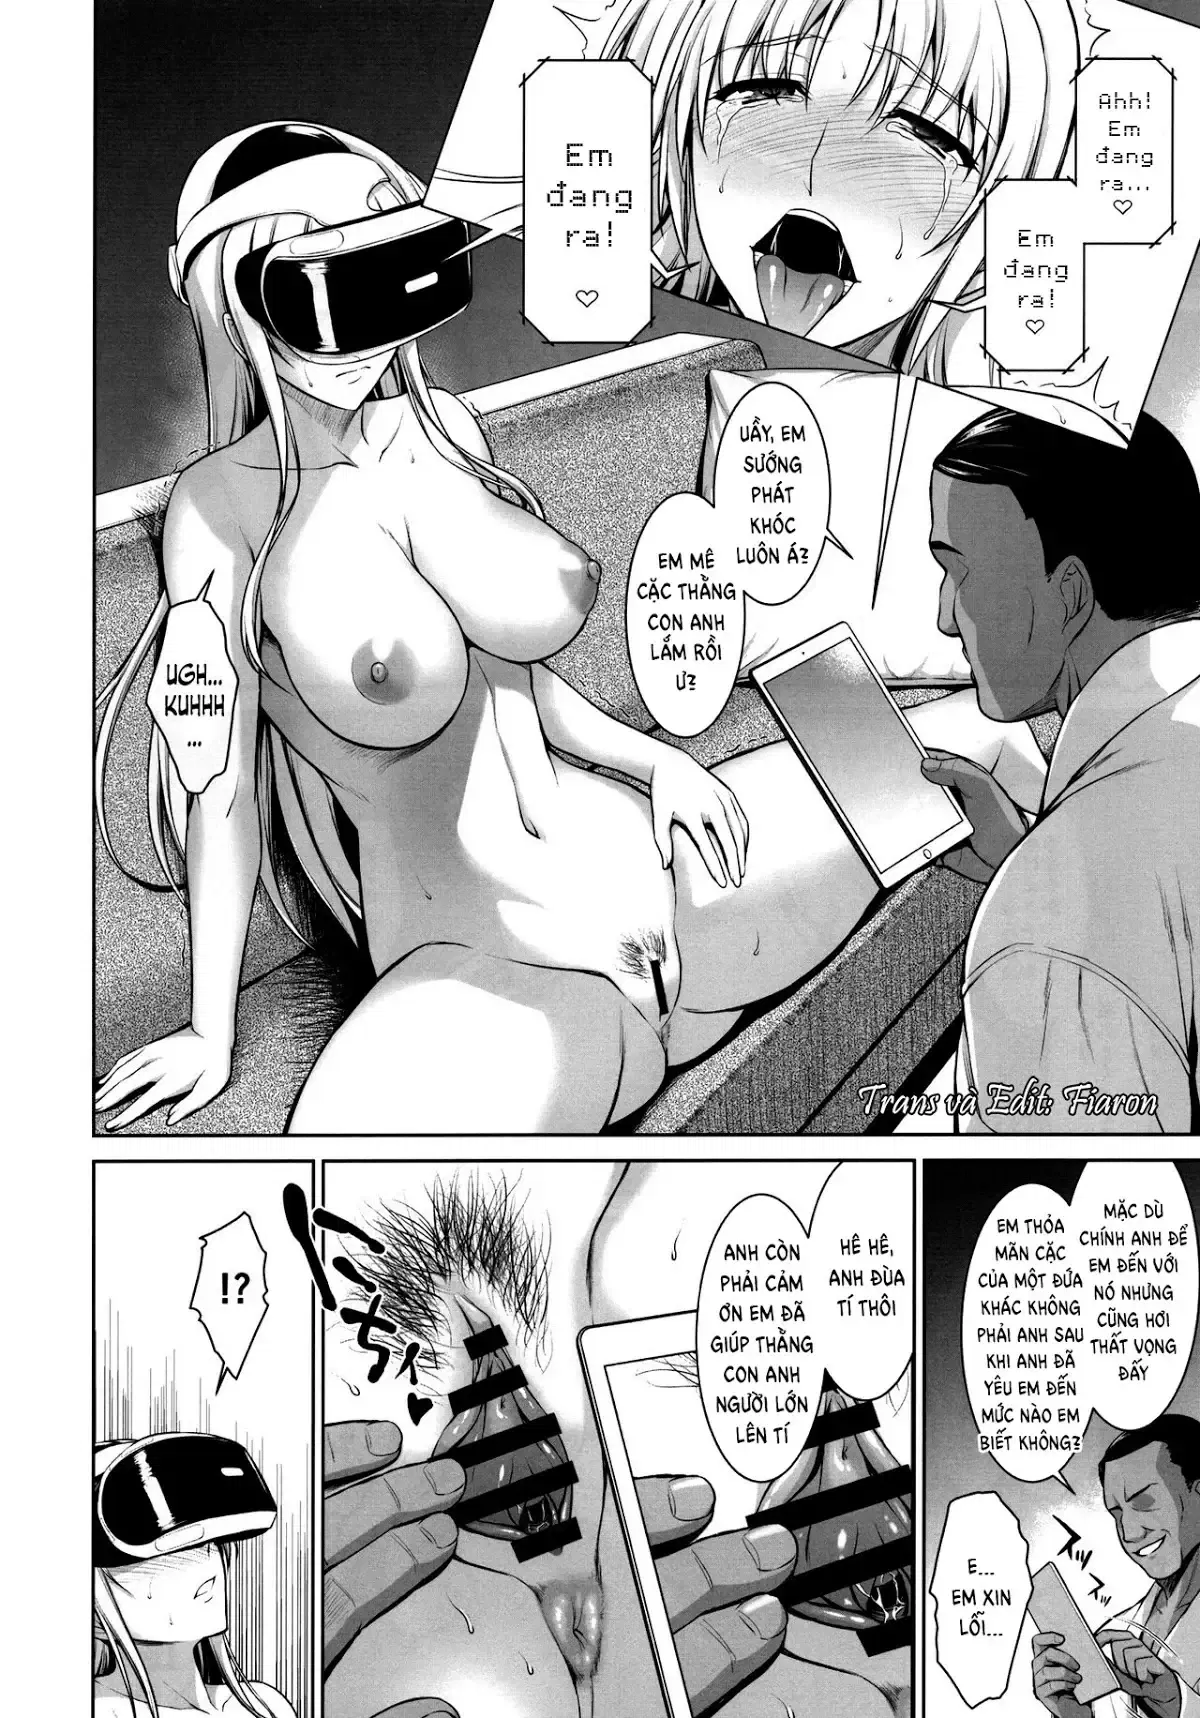 Ahh!
Em
đang
ra...
♡
Em
đang
ra!
♡
Em
đang
ra!
♡
UẦY, EM
SƯỚNG
PHÁT
KHÓC
LUÔN Á?
EM MÊ
CẶC THẰNG
CON ANH
LẮM RỒI
Ư?
UGH...
KUHHH
...
Trans và Edit: Fiaron
MẶC DÙ
CHÍNH ANH ĐỂ
EM ĐẾN VỚI
NÓ NHƯNG
CŨNG HƠI
THẤT VỌNG
ĐẤY
EM THỎA
MÃN CẶC
CỦA MỘT ĐỨA
KHÁC KHÔNG
PHẢI ANH SAU
KHI ANH ĐÃ
YÊU EM ĐẾN
MỨC NÀO EM
BIẾT KHÔNG?
E...
EM XIN
LỖI...
スッ
スッ
HÊ HÊ,
ANH ĐÙA
TÍ THÔI
ANH CÒN
PHẢI CẢM
ƠN EM ĐÃ
GIÚP THẰNG
CON ANH
NGƯỜI LỚN
LÊN TÍ
!?